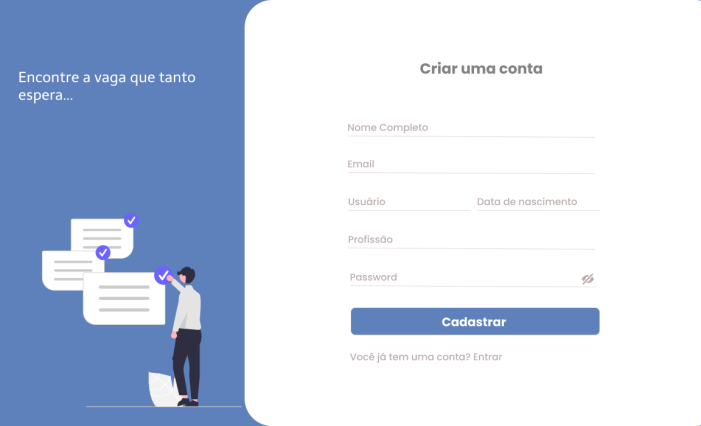 Encontre a vaga que tanto
espera...
Criar uma conta
Nome Completo
Email
Usuário
Data de nascimento
Profissão
Password
Cadastrar
Você já tem uma conta? Entrar